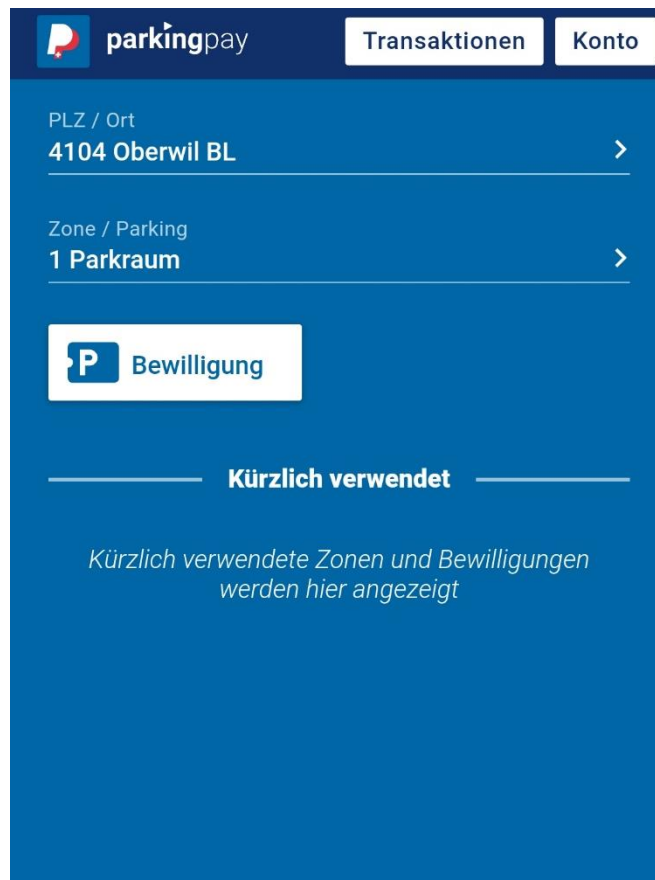 parkingpay
Transaktionen
Konto
PLZ / Ort
4104 Oberwil BL
Zone / Parking
1 Parkraum
P Bewilligung
Kürzlich verwendet
Kürzlich verwendete Zonen und Bewilligungen
werden hier angezeigt